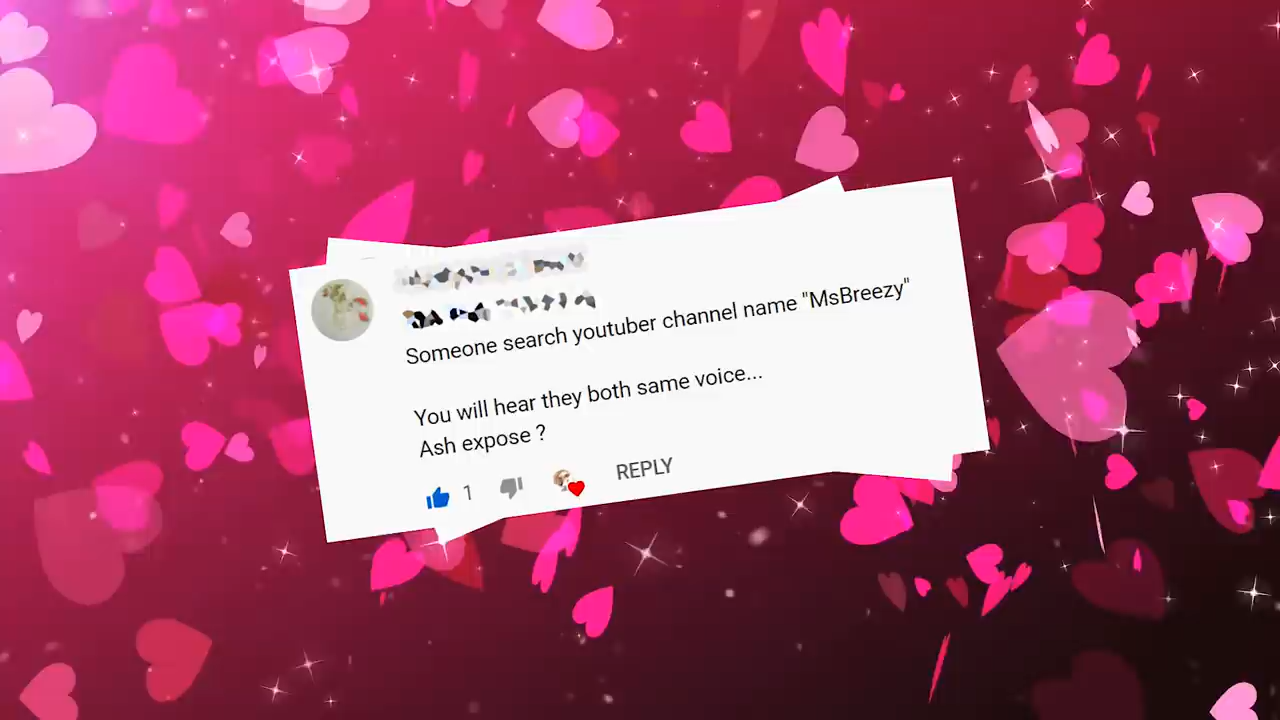 Someone search youtuber channel name "MsBreezy"
You will hear they both same voice...
Ash expose ?
1
REPLY